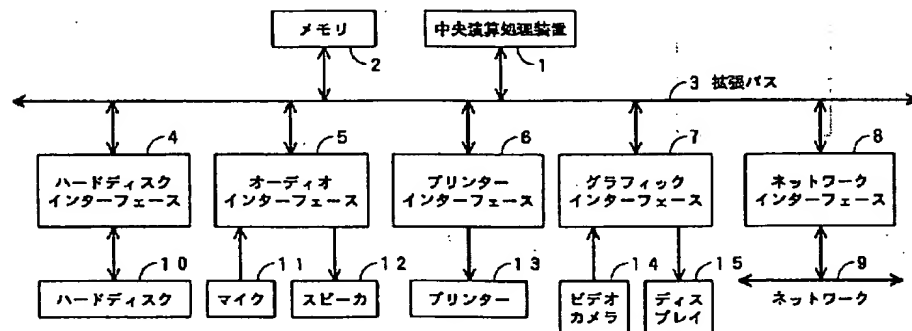 メモリ
中央演算処理装置
2
1
3 拡張バス
4
5
6
7
8
ハードディスク
インターフェース
オーディオ
インターフェース
プリンター
インターフェース
グラフィック
インターフェース
ネットワーク
インターフェース
10
11
12
13
14
15
9
ハードディスク
マイク
スピーカ
プリンター
ビデオ
カメラ
ディス
プレイ
ネットワーク